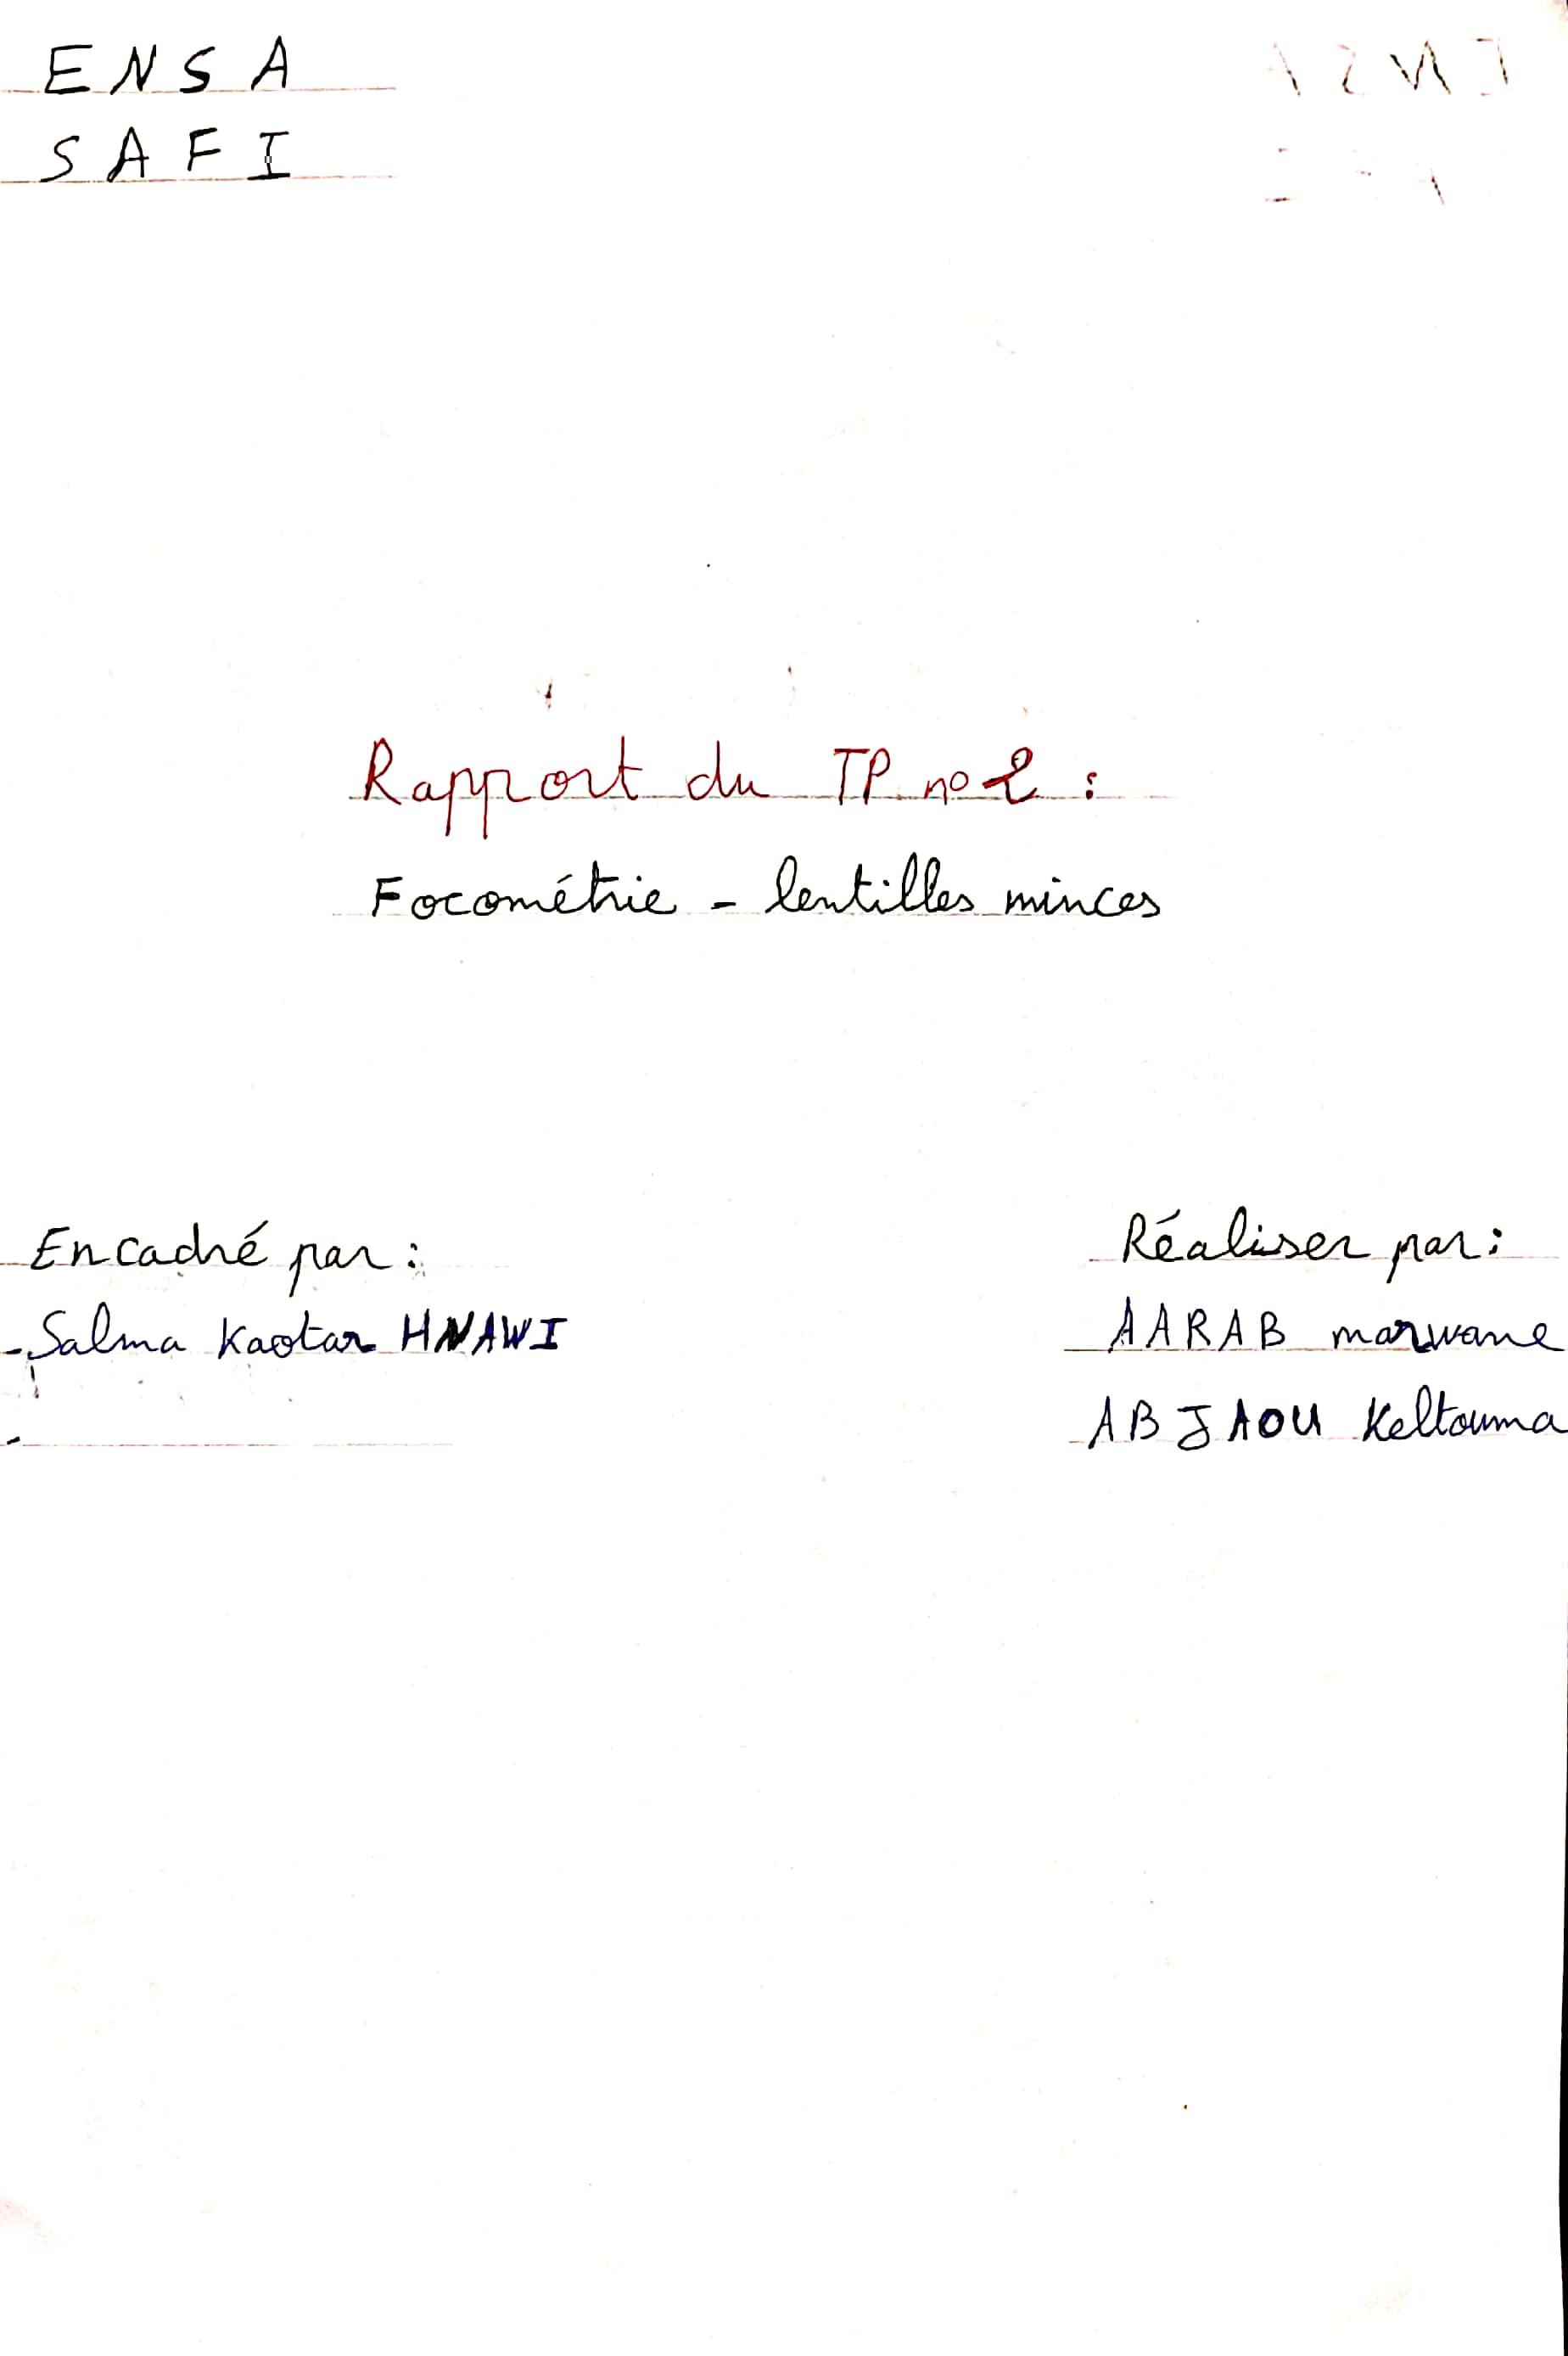 ENSA
SAFI
Rapport du TP n° 2 :
Focométrie - lentilles minces
Encadré par :
Réaliser par :
- Salma Kaotar HNAWI
AARAB marwane
-
ABJAOU Keltouma